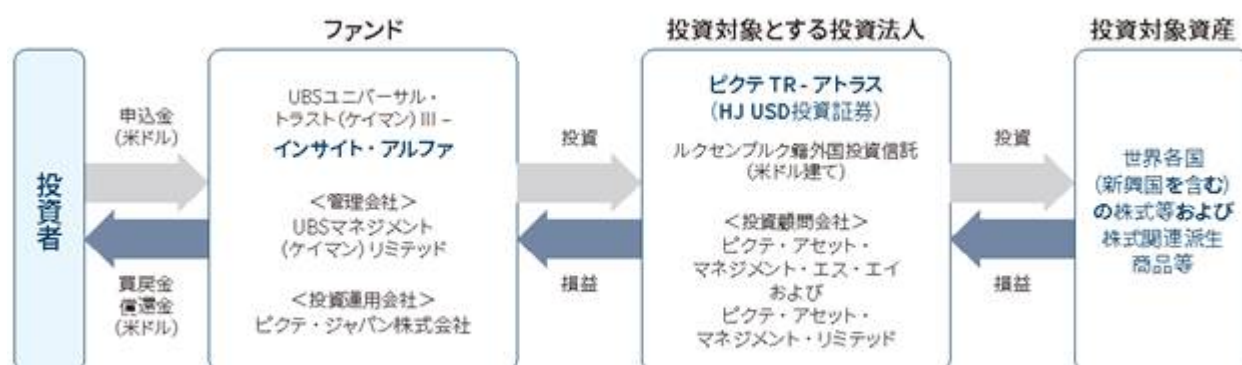 ファンド
投資対象とする投資法人
投資対象資産
投資者
申込金
(米ドル)
買戻金
償還金
(米ドル)
UBSユニバーサル・
トラスト(ケイマン)III –
インサイト・アルファ
<管理会社>
UBSマネジメント
(ケイマン)リミテッド
<投資運用会社>
ピクテ・ジャパン株式会社
投資
損益
ピクテ TR - アトラス
(HJ USD投資証券)
ルクセンブルク籍外国投資信託
(米ドル建て)
<投資顧問会社>
ピクテ・アセット・
マネジメント・エス・エイ
および
ピクテ・アセット・
マネジメント・リミテッド
投資
損益
世界各国
(新興国を含む)
の株式等および
株式関連派生
商品等